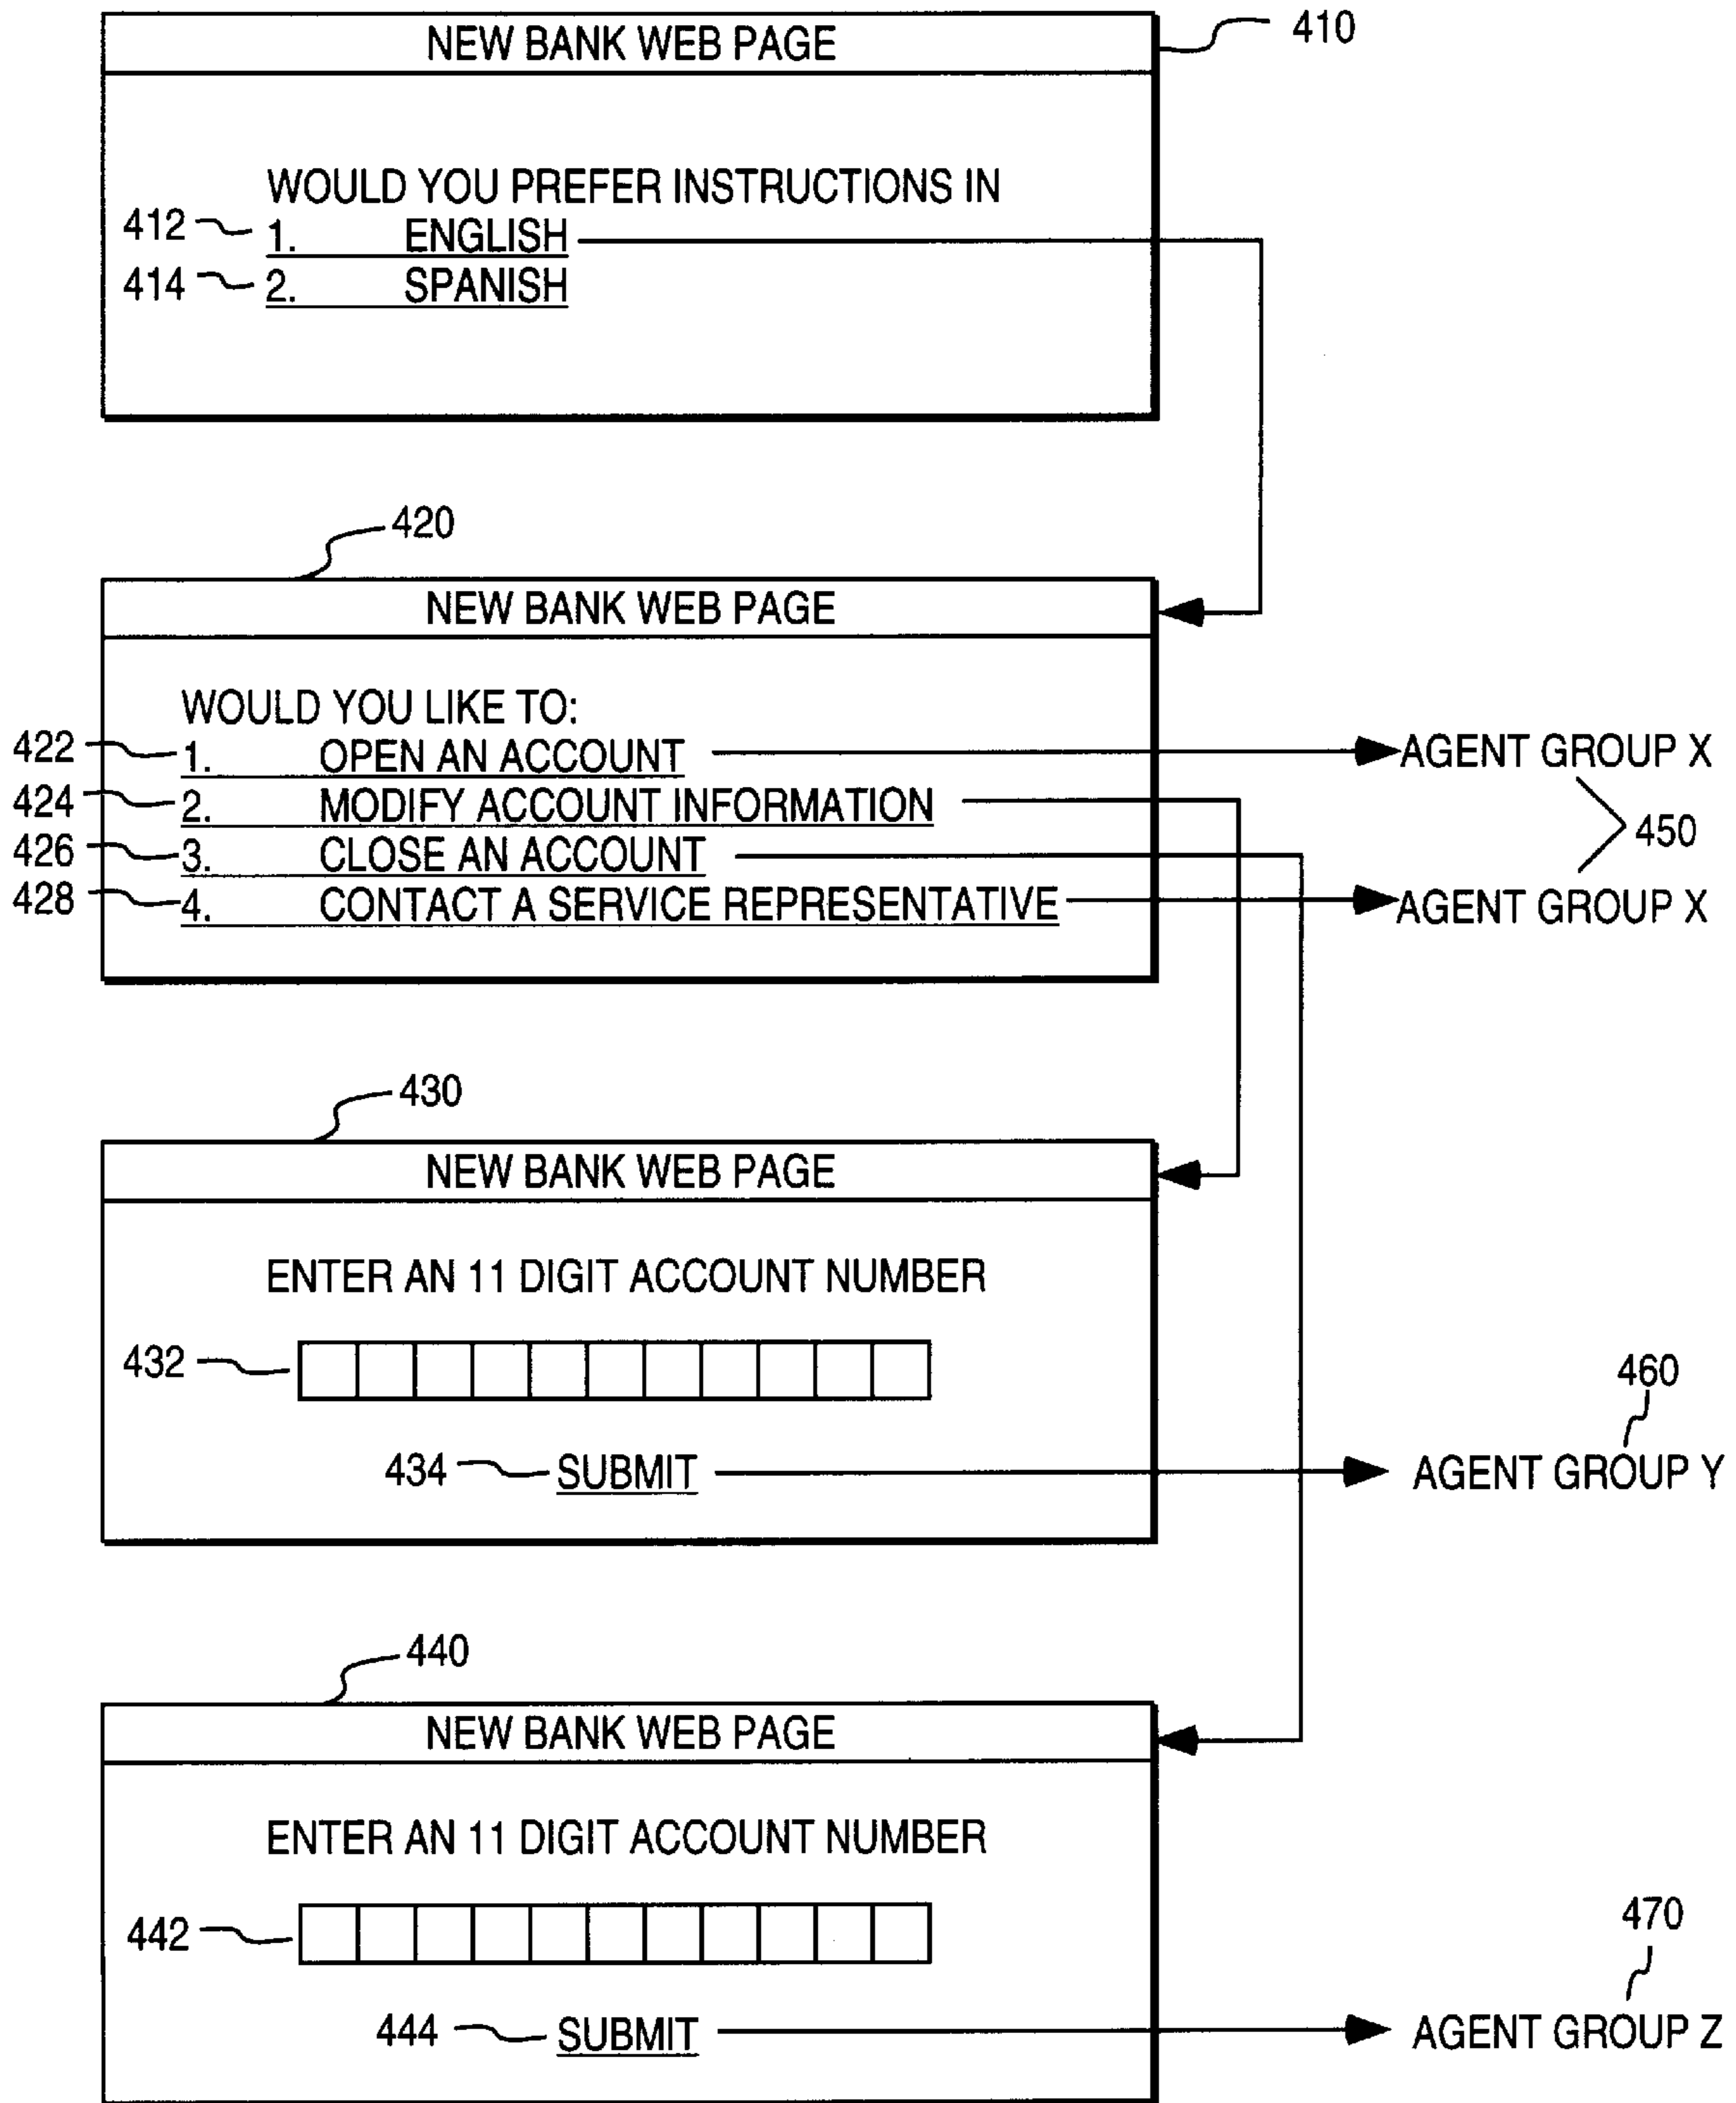 NEW BANK WEB PAGE
410
WOULD YOU PREFER INSTRUCTIONS IN
412 1. ENGLISH
414 2. SPANISH
420
NEW BANK WEB PAGE
WOULD YOU LIKE TO:
422 1. OPEN AN ACCOUNT AGENT GROUP X
424 2. MODIFY ACCOUNT INFORMATION
450
426 3. CLOSE AN ACCOUNT
428 4. CONTACT A SERVICE REPRESENTATIVE AGENT GROUP X
430
NEW BANK WEB PAGE
ENTER AN 11 DIGIT ACCOUNT NUMBER
432
460
434 SUBMIT AGENT GROUP Y
440
NEW BANK WEB PAGE
ENTER AN 11 DIGIT ACCOUNT NUMBER
442
470
444 SUBMIT AGENT GROUP Z